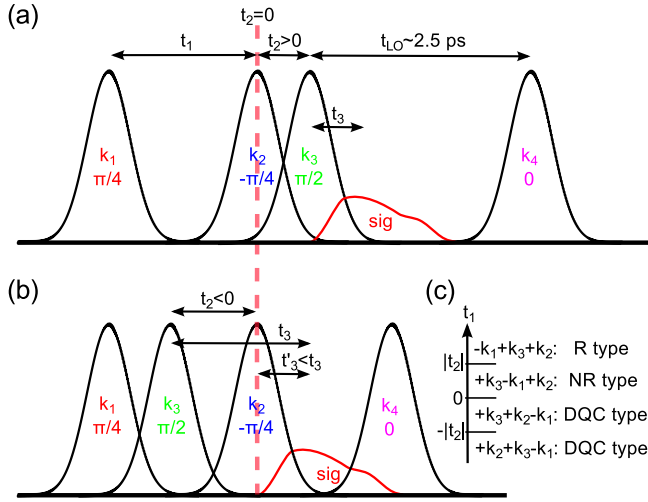 (a)
t₂=0
t₁
t₂>0
t_LO~2.5 ps
t₃
k₁
π/4
k₂
-π/4
k₃
π/2
k₄
0
sig
(b)
t₂<0
t₃
t'₃<t₃
k₁
π/4
k₃
π/2
k₂
-π/4
k₄
0
sig
(c)
t₁
-k₁+k₃+k₂: R type
|t₂|
+k₃-k₁+k₂: NR type
0
+k₃+k₂-k₁: DQC type
-|t₂|
+k₂+k₃-k₁: DQC type